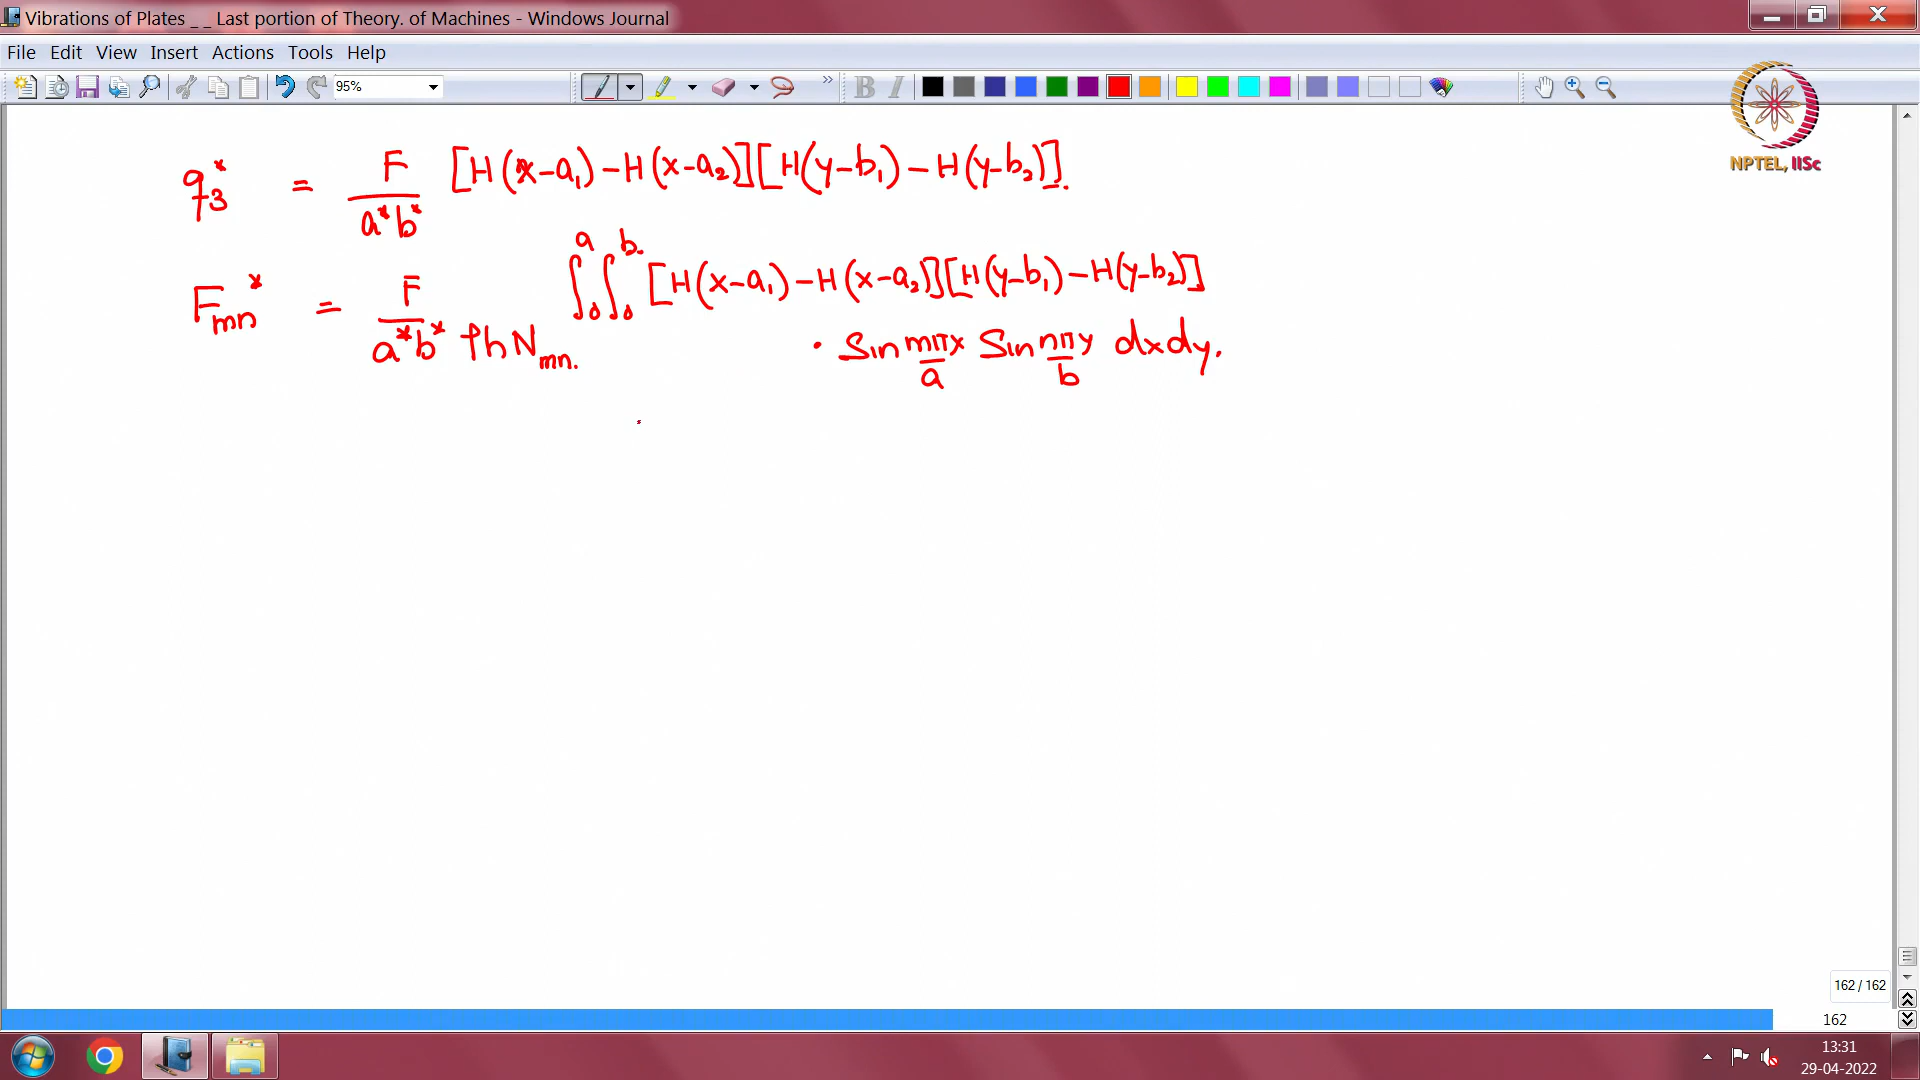 Vibrations of Plates _ _ Last portion of Theory. of Machines - Windows Journal
File Edit View Insert Actions Tools Help
95%
NPTEL, IISc
q₃* = F / a*b* [H(x-a₁) - H(x-a₂)][H(y-b₁) - H(y-b₂)].
Fₘₙ* = F / a*b* ρh Nₘₙ. ∫₀ᵃ ∫₀ᵇ [H(x-a₁) - H(x-a₂)][H(y-b₁) - H(y-b₂)]
· Sin mπx/a Sin nπy/b dxdy.
162 / 162
162
13:31
29-04-2022